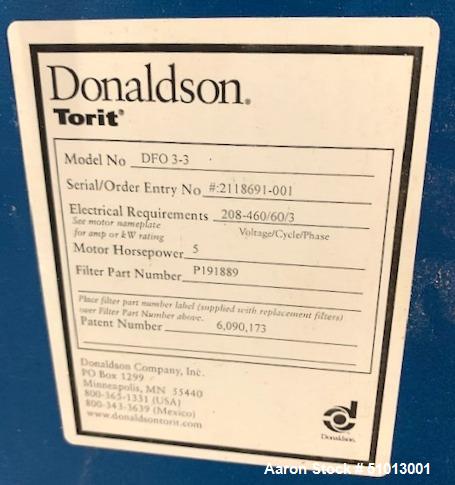 Donaldson.
Torit®
Model No DFO 3-3
Serial/Order Entry No #:2118691-001
Electrical Requirements 208-460/60/3
See motor nameplate Voltage/Cycle/Phase
for amp or kW rating
Motor Horsepower 5
Filter Part Number P191889
Place filter part number label (supplied with replacement filters)
over Filter Part Number above.
Patent Number 6,090,173
Donaldson Company, Inc.
PO Box 1299
Minneapolis, MN 55440
800-365-1331 (USA)
800-343-3639 (Mexico)
www.donaldsontorit.com
Donaldson.
Aaron Stock # 51013001